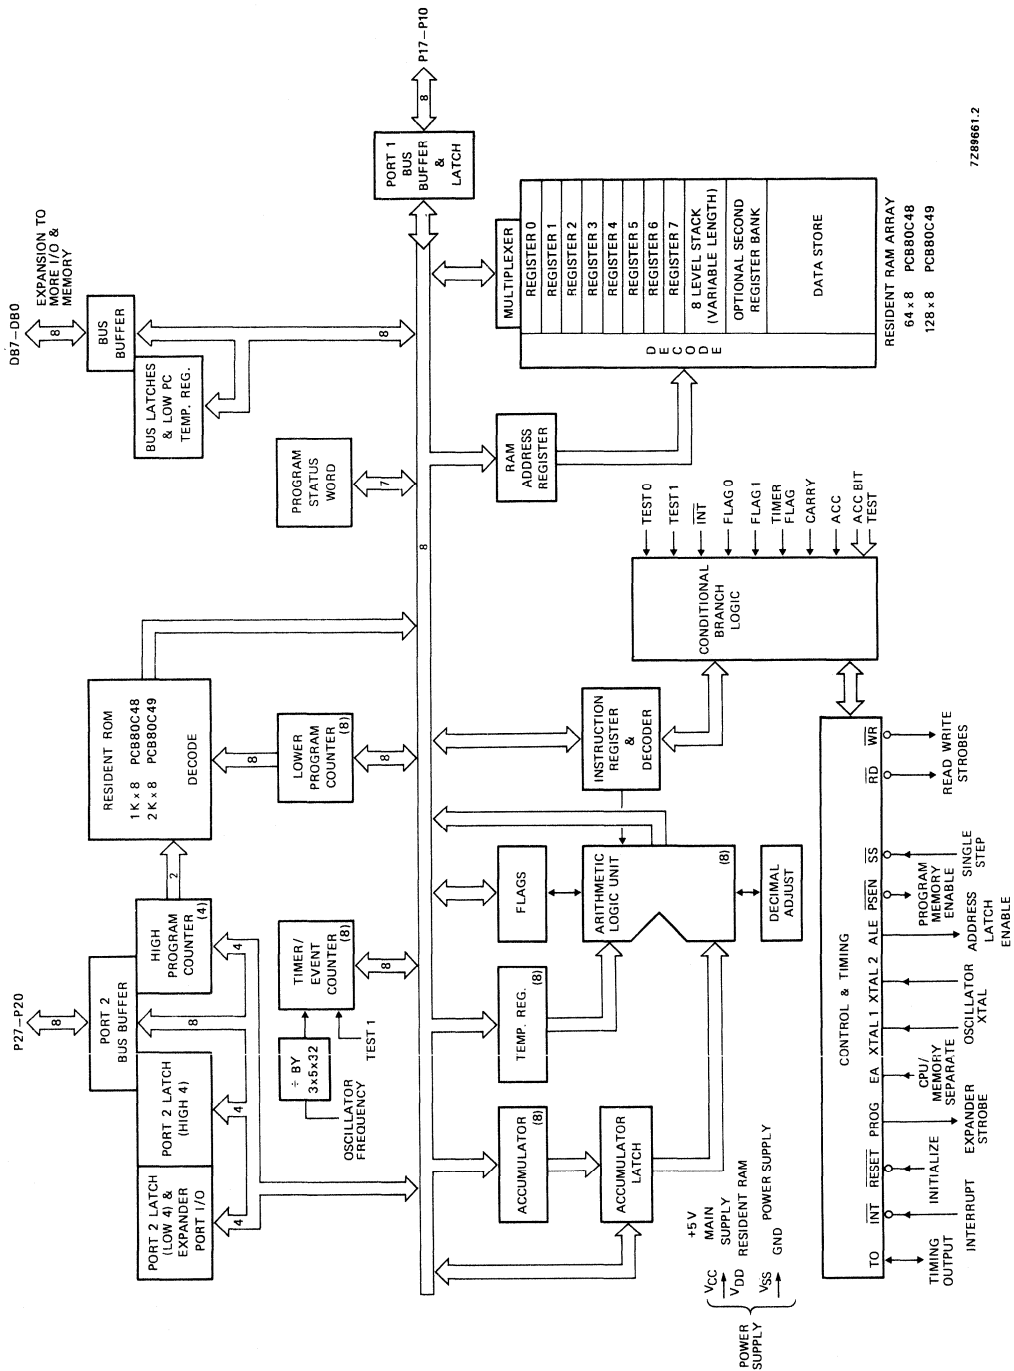 P27–P20
8
PORT 2
BUS BUFFER
PORT 2 LATCH
(LOW 4) &
EXPANDER
PORT I/O
PORT 2 LATCH
(HIGH 4)
HIGH
PROGRAM
COUNTER
(4)
4
4
8
4
2
RESIDENT ROM
1 K x 8 PCB80C48
2 K x 8 PCB80C49
DECODE
8
LOWER
PROGRAM
COUNTER
(8)
8
OSCILLATOR
FREQUENCY
÷ BY
3x5x32
TEST 1
TIMER/
EVENT
COUNTER
(8)
8
PROGRAM
STATUS
WORD
7
DB7–DB0
8
EXPANSION TO
MORE I/O &
MEMORY
BUS
BUFFER
BUS LATCHES
& LOW PC
TEMP. REG.
8
8
PORT 1
BUS
BUFFER
&
LATCH
8
P17–P10
ACCUMULATOR
(8)
ACCUMULATOR
LATCH
TEMP. REG.
(8)
FLAGS
ARITHMETIC
LOGIC UNIT
(8)
DECIMAL
ADJUST
INSTRUCTION
REGISTER
&
DECODER
RAM
ADDRESS
REGISTER
MULTIPLEXER
DECODE
REGISTER 0
REGISTER 1
REGISTER 2
REGISTER 3
REGISTER 4
REGISTER 5
REGISTER 6
REGISTER 7
8 LEVEL STACK
(VARIABLE LENGTH)
OPTIONAL SECOND
REGISTER BANK
DATA STORE
RESIDENT RAM ARRAY
64 x 8 PCB80C48
128 x 8 PCB80C49
CONDITIONAL
BRANCH
LOGIC
TEST 0
TEST 1
INT
FLAG 0
FLAG I
TIMER
FLAG
CARRY
ACC
ACC BIT
TEST
POWER
SUPPLY
VCC +5 V MAIN SUPPLY
VDD RESIDENT RAM POWER SUPPLY
VSS GND
CONTROL & TIMING
TO INT RESET PROG EA XTAL 1 XTAL 2 ALE PSEN SS RD WR
TIMING
OUTPUT
INTERRUPT
INITIALIZE
EXPANDER
STROBE
CPU/
MEMORY
SEPARATE
OSCILLATOR
XTAL
ADDRESS
LATCH
ENABLE
PROGRAM
MEMORY
ENABLE
SINGLE
STEP
READ WRITE
STROBES
7Z89661.2